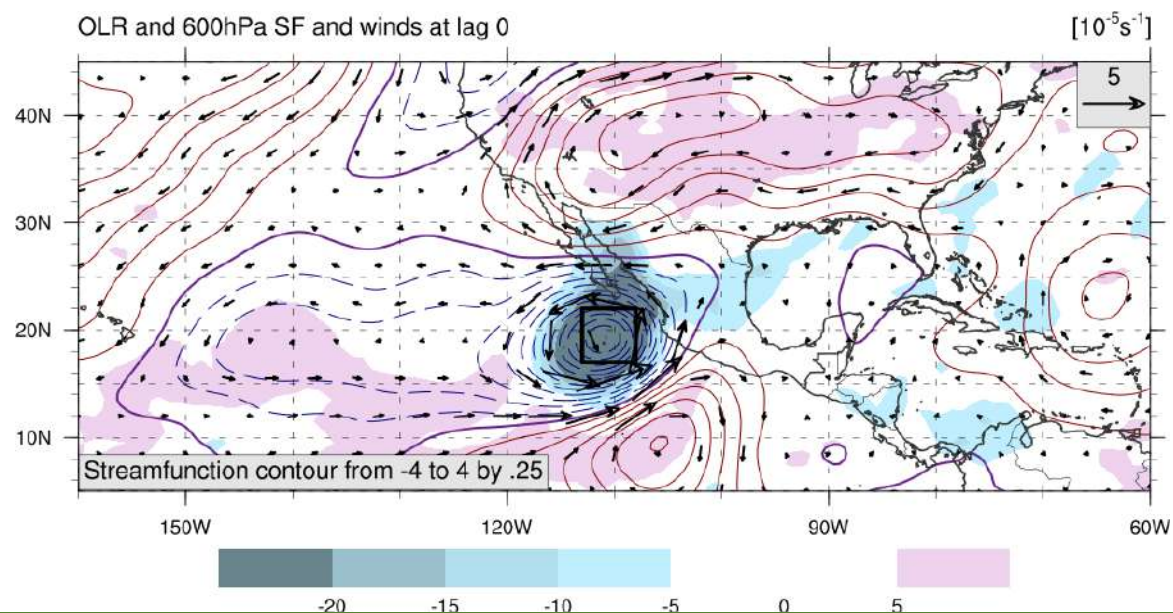 OLR and 600hPa SF and winds at lag 0
[10⁻⁵s⁻¹]
5
40N
30N
20N
10N
Streamfunction contour from -4 to 4 by .25
150W 120W 90W 60W
-20 -15 -10 -5 0 5